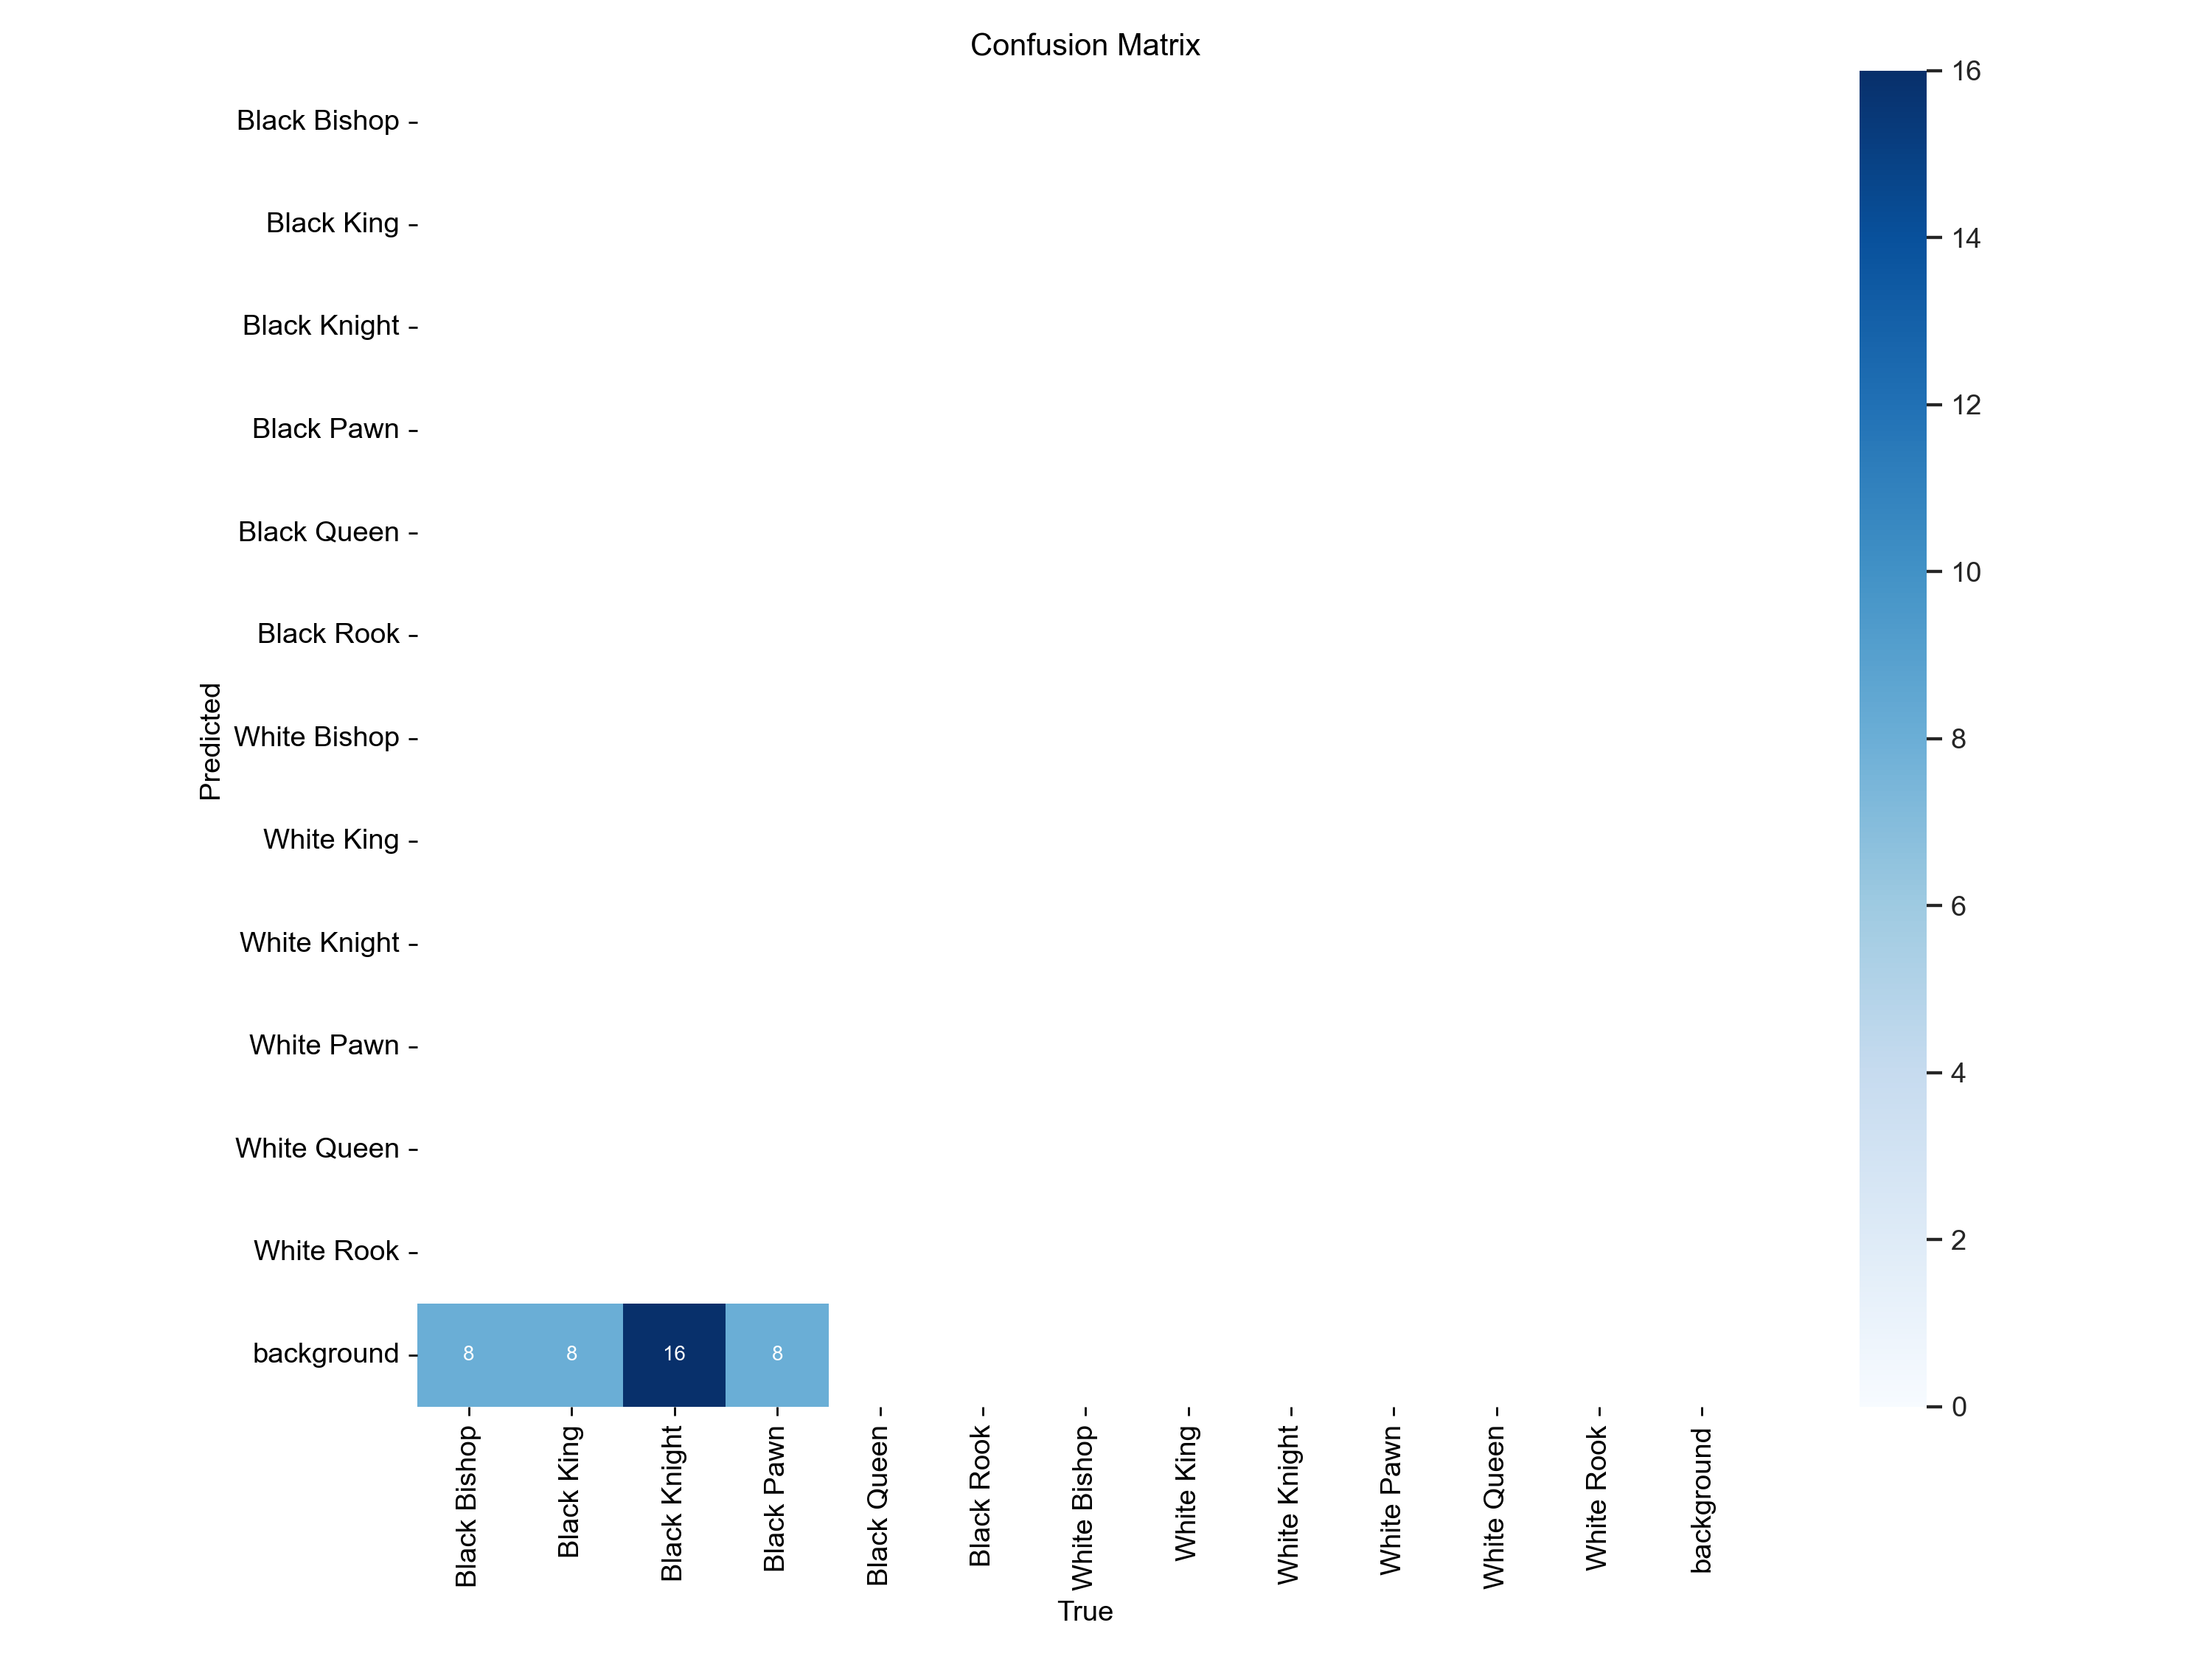 Confusion Matrix
Black Bishop
Black King
Black Knight
Black Pawn
Black Queen
Black Rook
White Bishop
White King
White Knight
White Pawn
White Queen
White Rook
background
Predicted
8 8 16 8
Black Bishop
Black King
Black Knight
Black Pawn
Black Queen
Black Rook
White Bishop
White King
White Knight
White Pawn
White Queen
White Rook
background
True
16
14
12
10
8
6
4
2
0